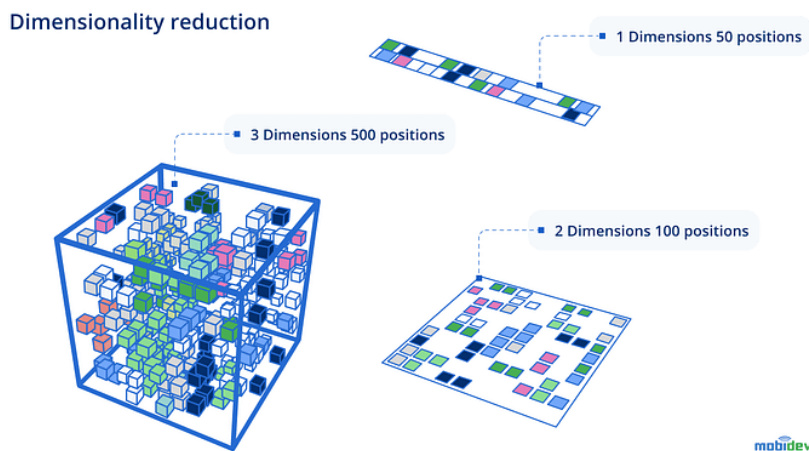 Dimensionality reduction
1 Dimensions 50 positions
3 Dimensions 500 positions
2 Dimensions 100 positions
mobidev